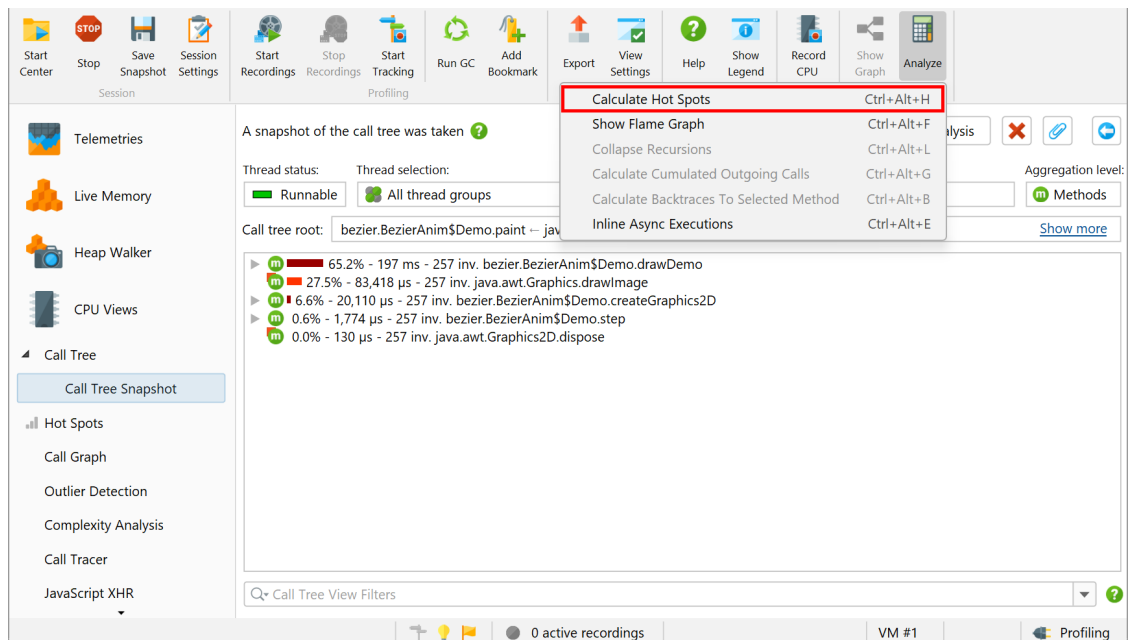 Start Center
STOP
Stop
Save Snapshot
Session Settings
Start Recordings
Stop Recordings
Start Tracking
Run GC
Add Bookmark
Export
View Settings
Help
Show Legend
Record CPU
Show Graph
Analyze
Session
Profiling
Calculate Hot Spots Ctrl+Alt+H
Show Flame Graph Ctrl+Alt+F
Collapse Recursions Ctrl+Alt+L
Calculate Cumulated Outgoing Calls Ctrl+Alt+G
Calculate Backtraces To Selected Method Ctrl+Alt+B
Inline Async Executions Ctrl+Alt+E
Telemetries
Live Memory
Heap Walker
CPU Views
Call Tree
Call Tree Snapshot
Hot Spots
Call Graph
Outlier Detection
Complexity Analysis
Call Tracer
JavaScript XHR
A snapshot of the call tree was taken
Thread status: Thread selection: Aggregation level:
Runnable All thread groups Methods
Call tree root: bezier.BezierAnim$Demo.paint ← jav Show more
65.2% - 197 ms - 257 inv. bezier.BezierAnim$Demo.drawDemo
27.5% - 83,418 µs - 257 inv. java.awt.Graphics.drawImage
6.6% - 20,110 µs - 257 inv. bezier.BezierAnim$Demo.createGraphics2D
0.6% - 1,774 µs - 257 inv. bezier.BezierAnim$Demo.step
0.0% - 130 µs - 257 inv. java.awt.Graphics2D.dispose
Call Tree View Filters
0 active recordings VM #1 Profiling